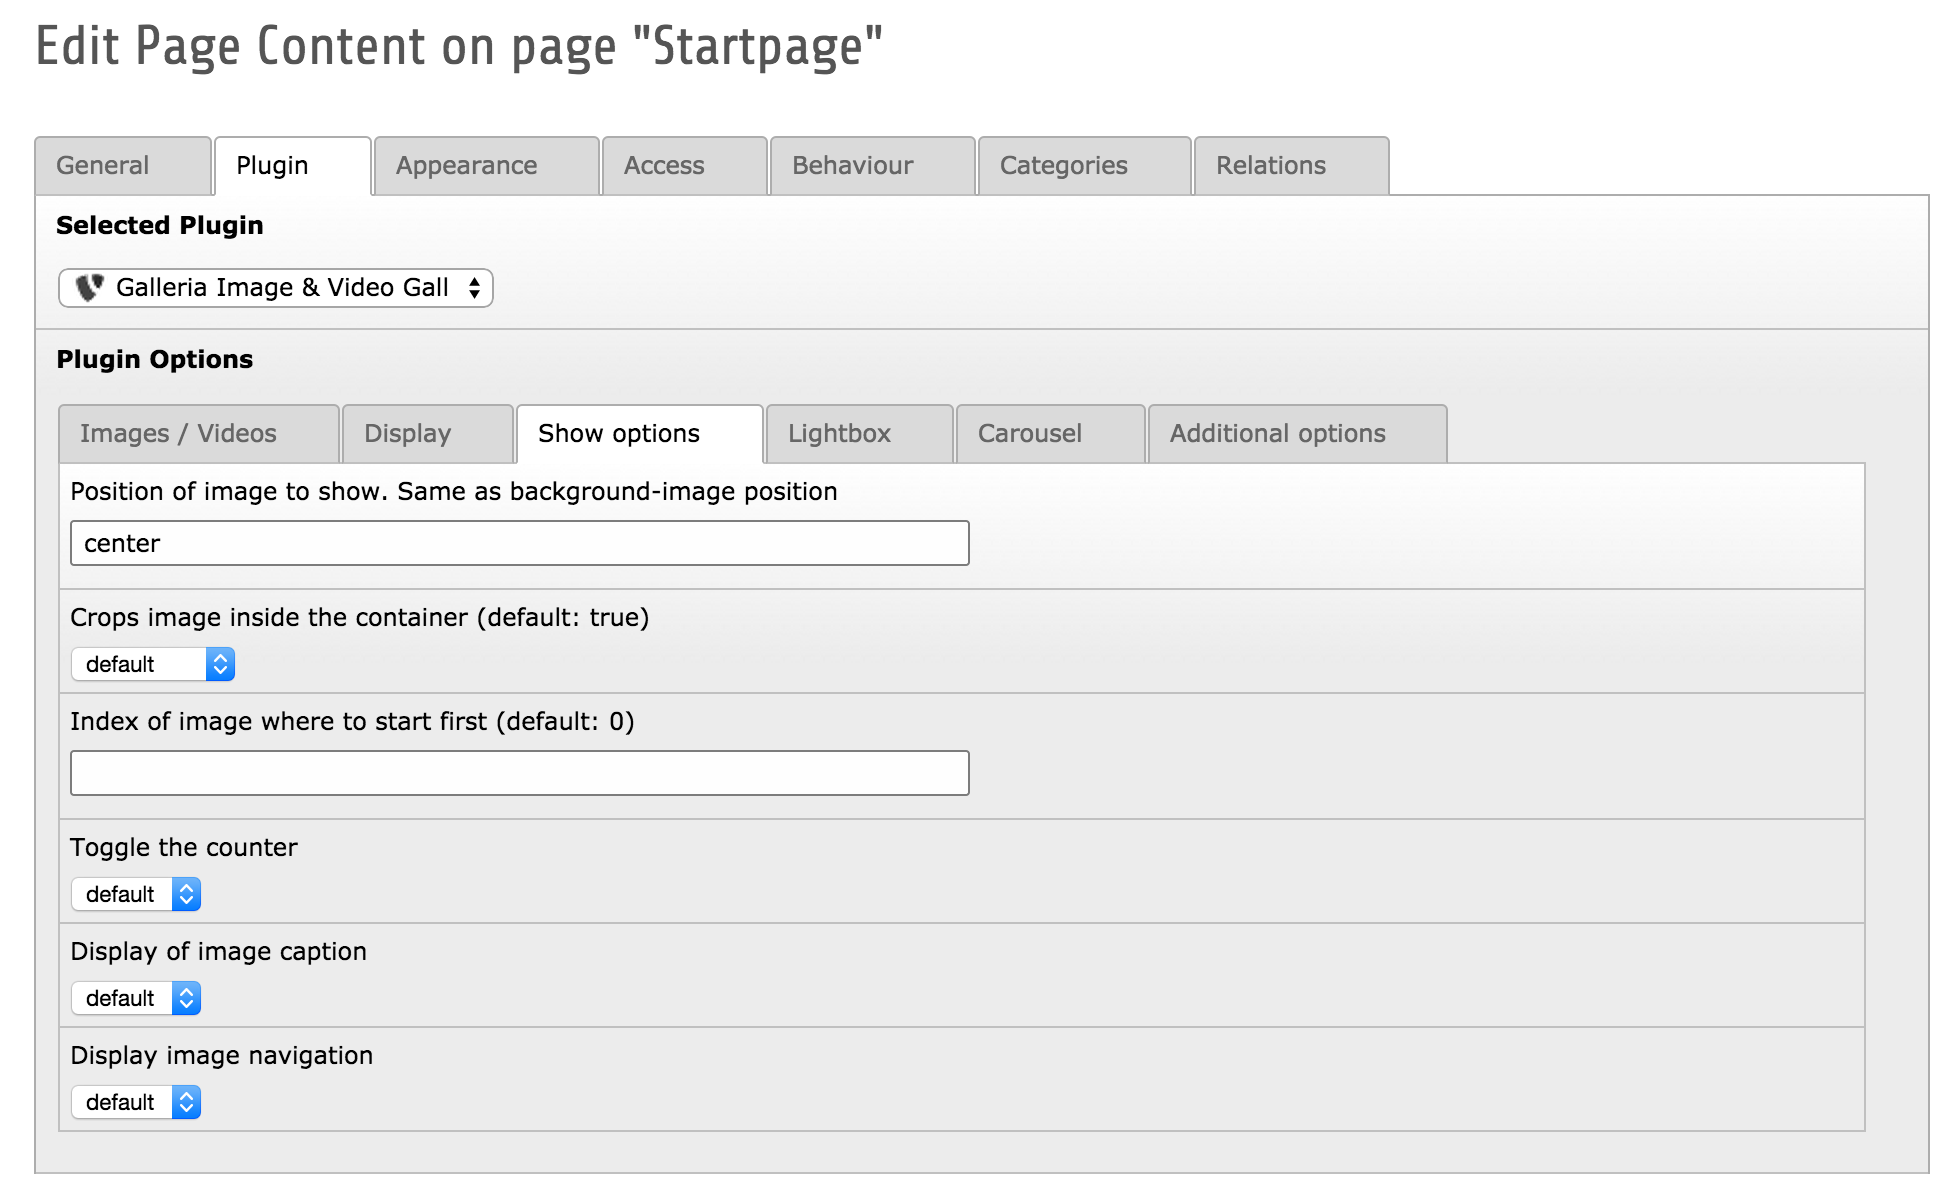 Edit Page Content on page "Startpage"
General Plugin Appearance Access Behaviour Categories Relations
Selected Plugin
Galleria Image & Video Gall
Plugin Options
Images / Videos Display Show options Lightbox Carousel Additional options
Position of image to show. Same as background-image position
center
Crops image inside the container (default: true)
default
Index of image where to start first (default: 0)
Toggle the counter
default
Display of image caption
default
Display image navigation
default